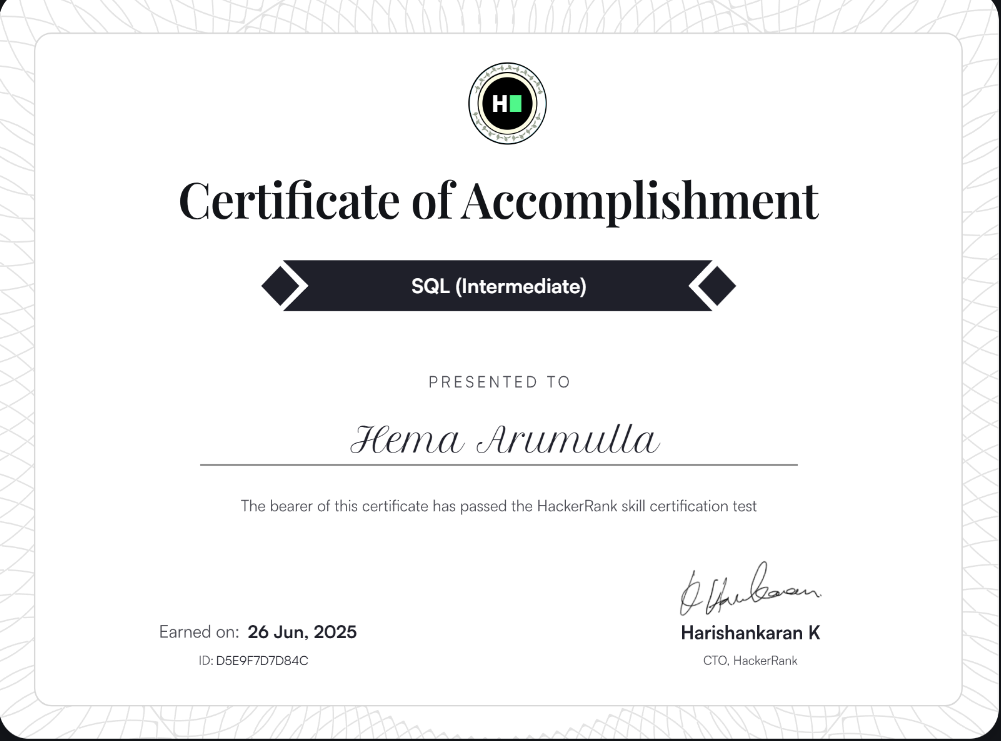 H
Certificate of Accomplishment
SQL (Intermediate)
PRESENTED TO
Hema Arumulla
The bearer of this certificate has passed the HackerRank skill certification test
Earned on: 26 Jun, 2025
ID: D5E9F7D7D84C
Harishankaran K
CTO, HackerRank